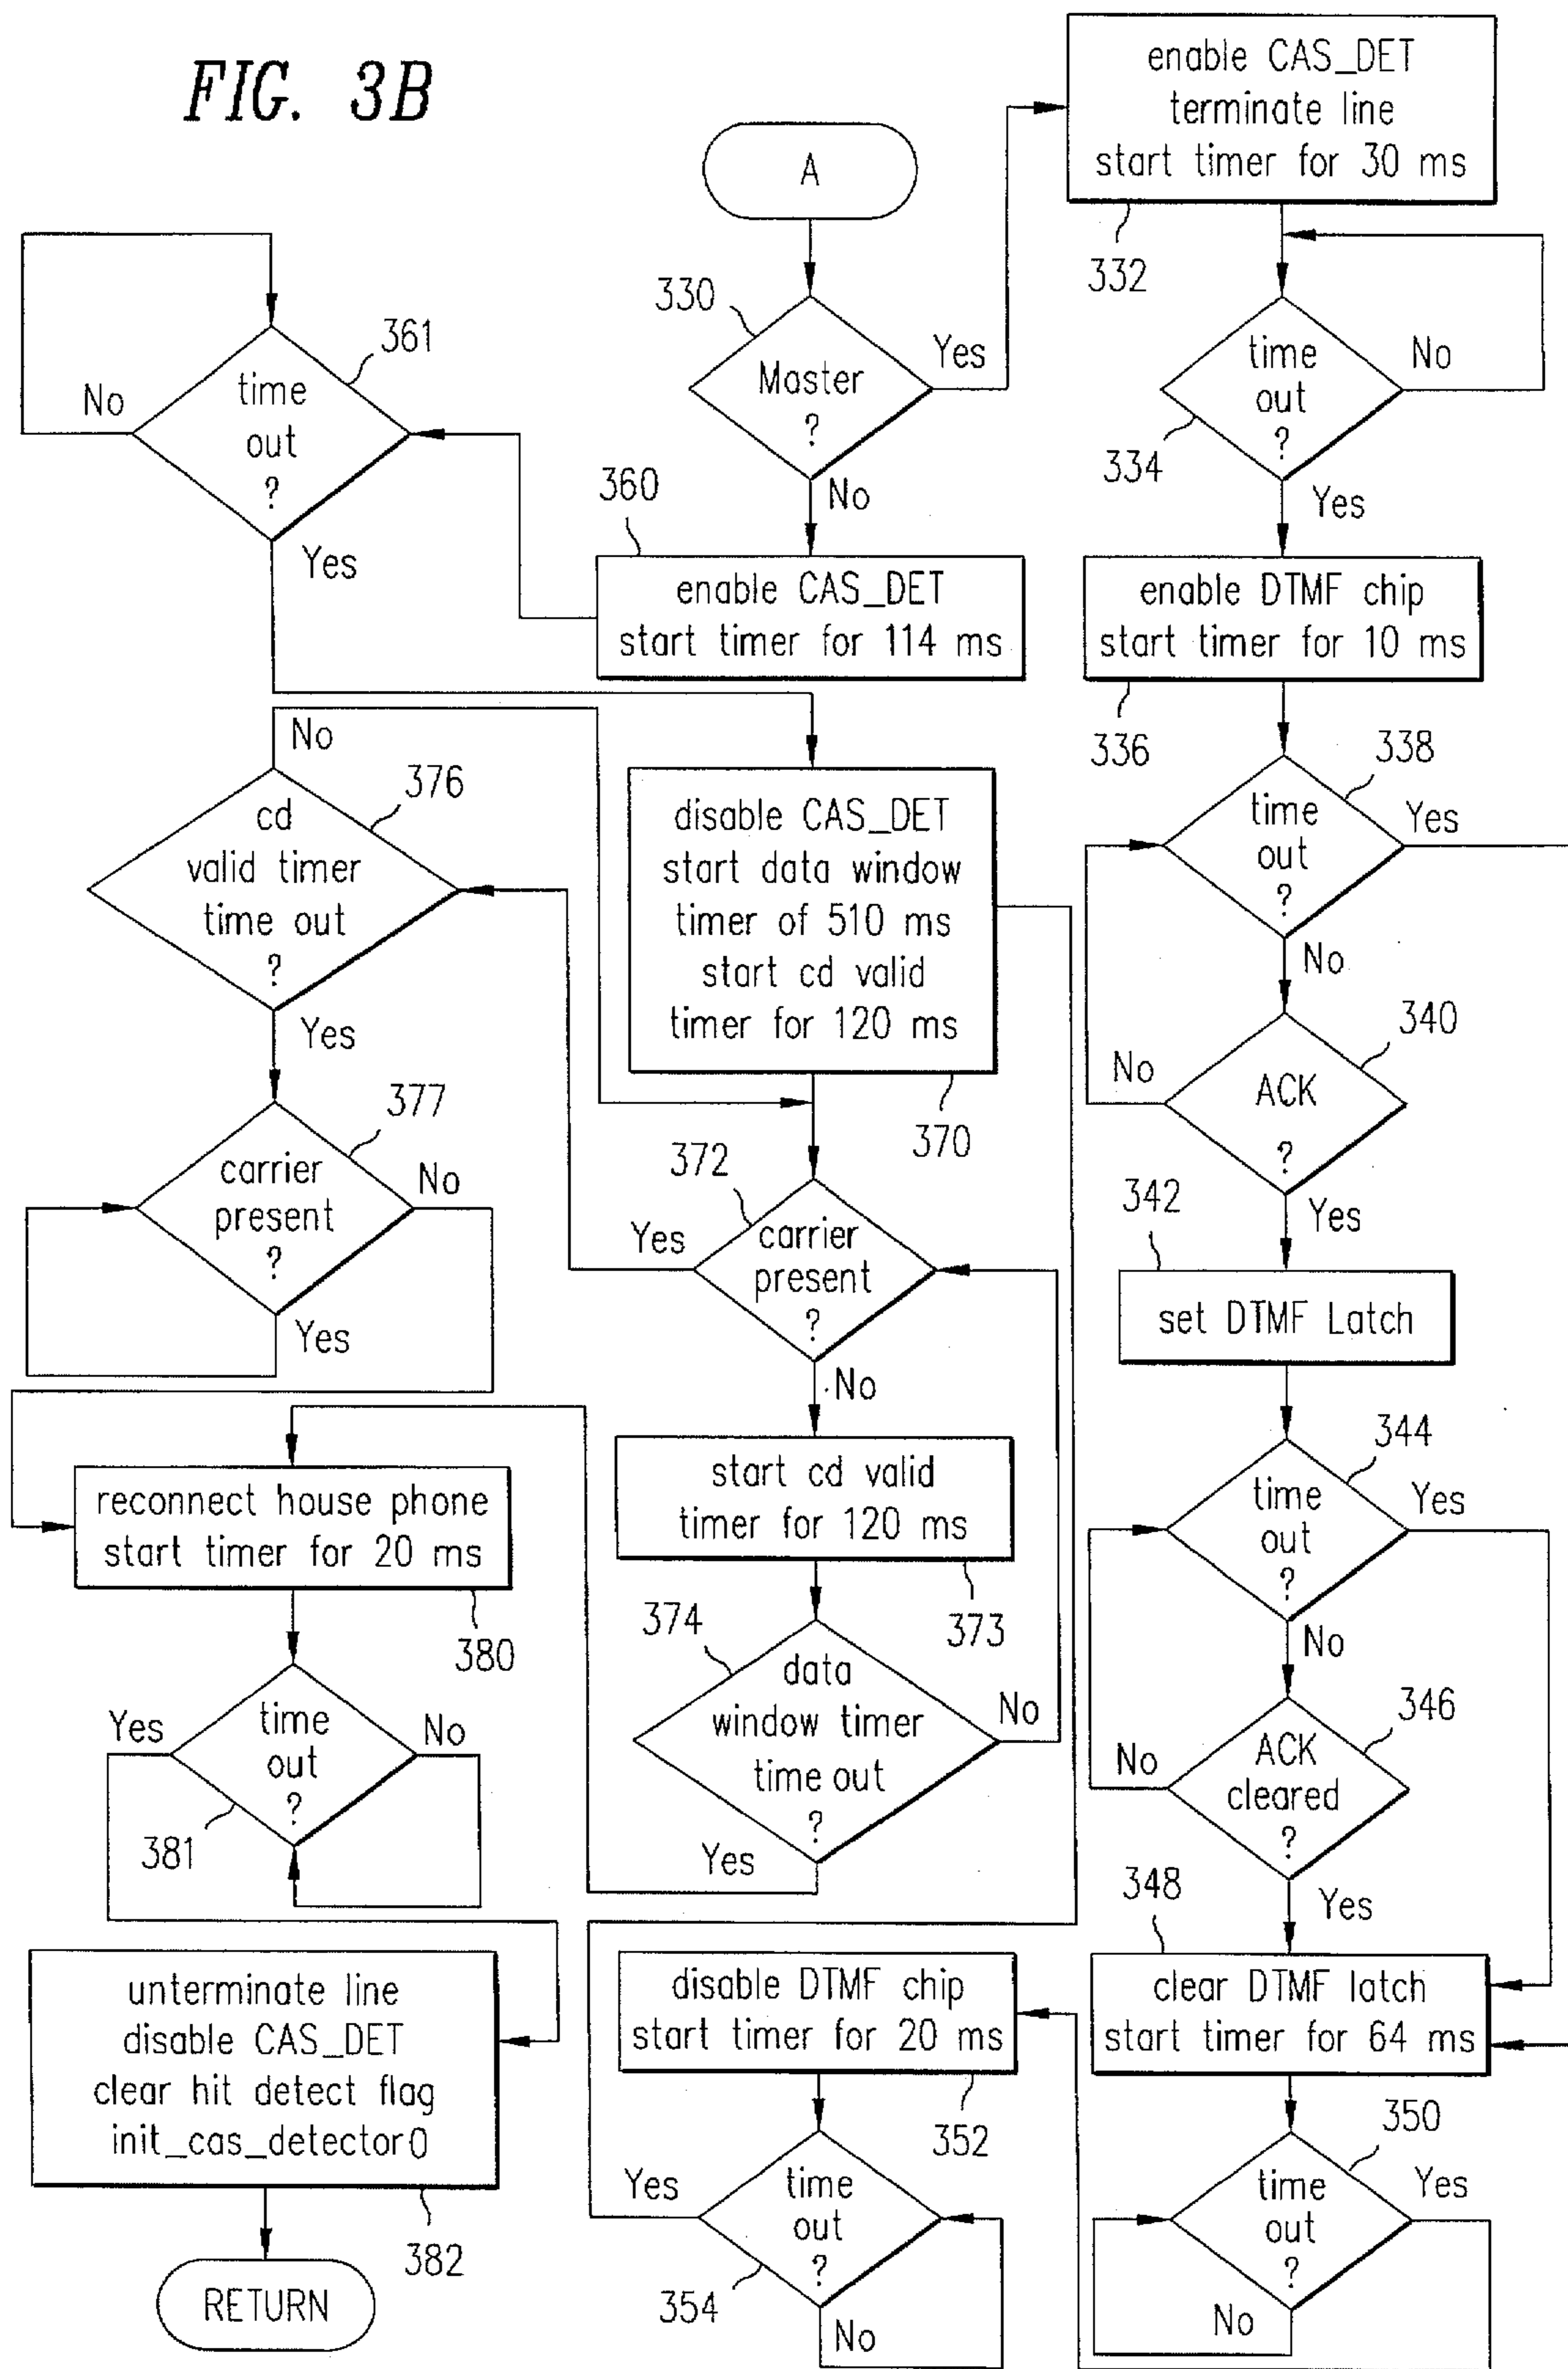 FIG. 3B
A
330
Master
?
Yes
No
enable CAS_DET
terminate line
start timer for 30 ms
332
time
out
?
No
334
Yes
361
time
out
?
No
Yes
360
enable CAS_DET
start timer for 114 ms
enable DTMF chip
start timer for 10 ms
336
338
time
out
?
Yes
No
340
ACK
?
No
Yes
342
set DTMF Latch
344
time
out
?
Yes
No
346
ACK
cleared
?
No
Yes
348
clear DTMF latch
start timer for 64 ms
350
time
out
?
Yes
No
disable DTMF chip
start timer for 20 ms
352
time
out
?
Yes
354
No
disable CAS_DET
start data window
timer of 510 ms
start cd valid
timer for 120 ms
370
372
carrier
present
?
Yes
No
start cd valid
timer for 120 ms
373
374
data
window timer
time out
?
No
Yes
No
376
cd
valid timer
time out
?
Yes
377
carrier
present
?
No
Yes
reconnect house phone
start timer for 20 ms
380
time
out
?
Yes
No
381
unterminate line
disable CAS_DET
clear hit detect flag
init_cas_detector()
382
RETURN